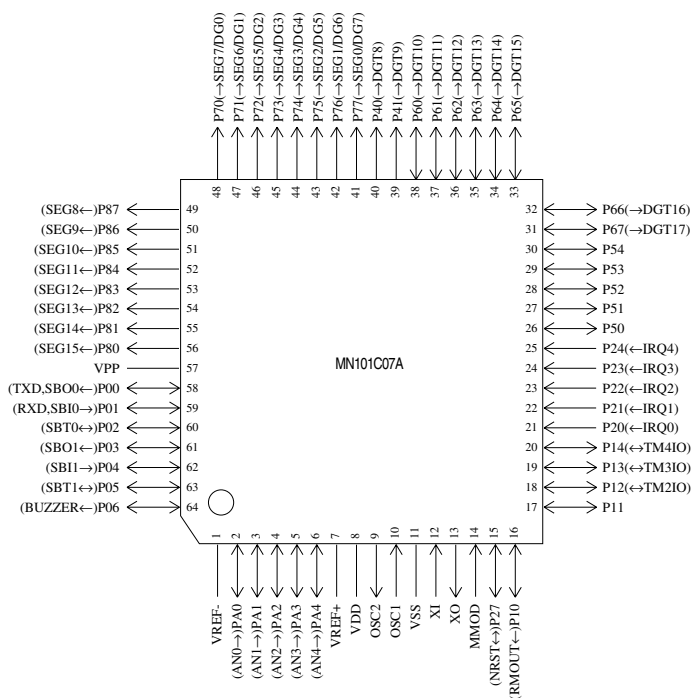 P70(→SEG7/DG0)
P71(→SEG6/DG1)
P72(→SEG5/DG2)
P73(→SEG4/DG3)
P74(→SEG3/DG4)
P75(→SEG2/DG5)
P76(→SEG1/DG6)
P77(→SEG0/DG7)
P40(→DGT8)
P41(→DGT9)
P60(→DGT10)
P61(→DGT11)
P62(→DGT12)
P63(→DGT13)
P64(→DGT14)
P65(→DGT15)
48 47 46 45 44 43 42 41 40 39 38 37 36 35 34 33
(SEG8←)P87 49
(SEG9←)P86 50
(SEG10←)P85 51
(SEG11←)P84 52
(SEG12←)P83 53
(SEG13←)P82 54
(SEG14←)P81 55
(SEG15←)P80 56
VPP 57
(TXD,SBO0←)P00 58
(RXD,SBI0→)P01 59
(SBT0↔)P02 60
(SBO1←)P03 61
(SBI1→)P04 62
(SBT1↔)P05 63
(BUZZER←)P06 64
MN101C07A
32 P66(→DGT16)
31 P67(→DGT17)
30 P54
29 P53
28 P52
27 P51
26 P50
25 P24(←IRQ4)
24 P23(←IRQ3)
23 P22(←IRQ2)
22 P21(←IRQ1)
21 P20(←IRQ0)
20 P14(↔TM4IO)
19 P13(↔TM3IO)
18 P12(↔TM2IO)
17 P11
1 2 3 4 5 6 7 8 9 10 11 12 13 14 15 16
VREF-
(AN0→)PA0
(AN1→)PA1
(AN2→)PA2
(AN3→)PA3
(AN4→)PA4
VREF+
VDD
OSC2
OSC1
VSS
XI
XO
MMOD
(NRST↔)P27
(RMOUT←)P10